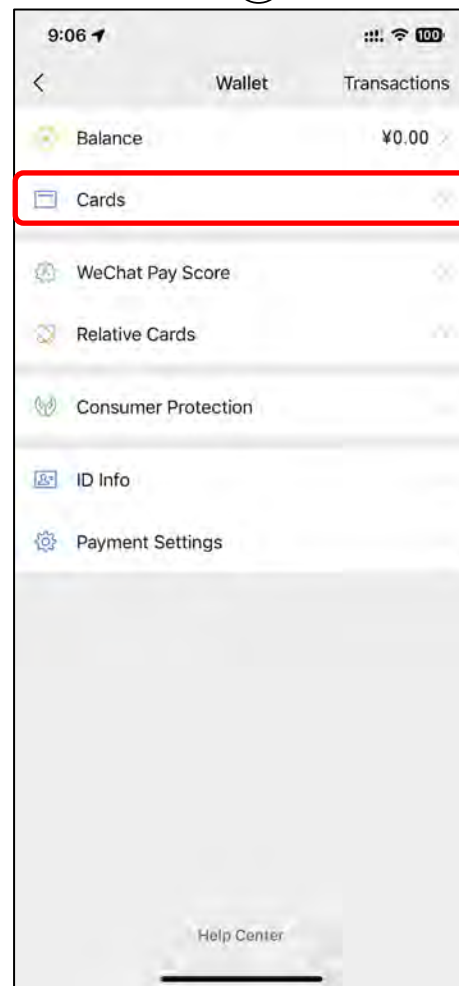 9:06
100
Wallet
Transactions
Balance
¥0.00
Cards
WeChat Pay Score
Relative Cards
Consumer Protection
ID Info
Payment Settings
Help Center